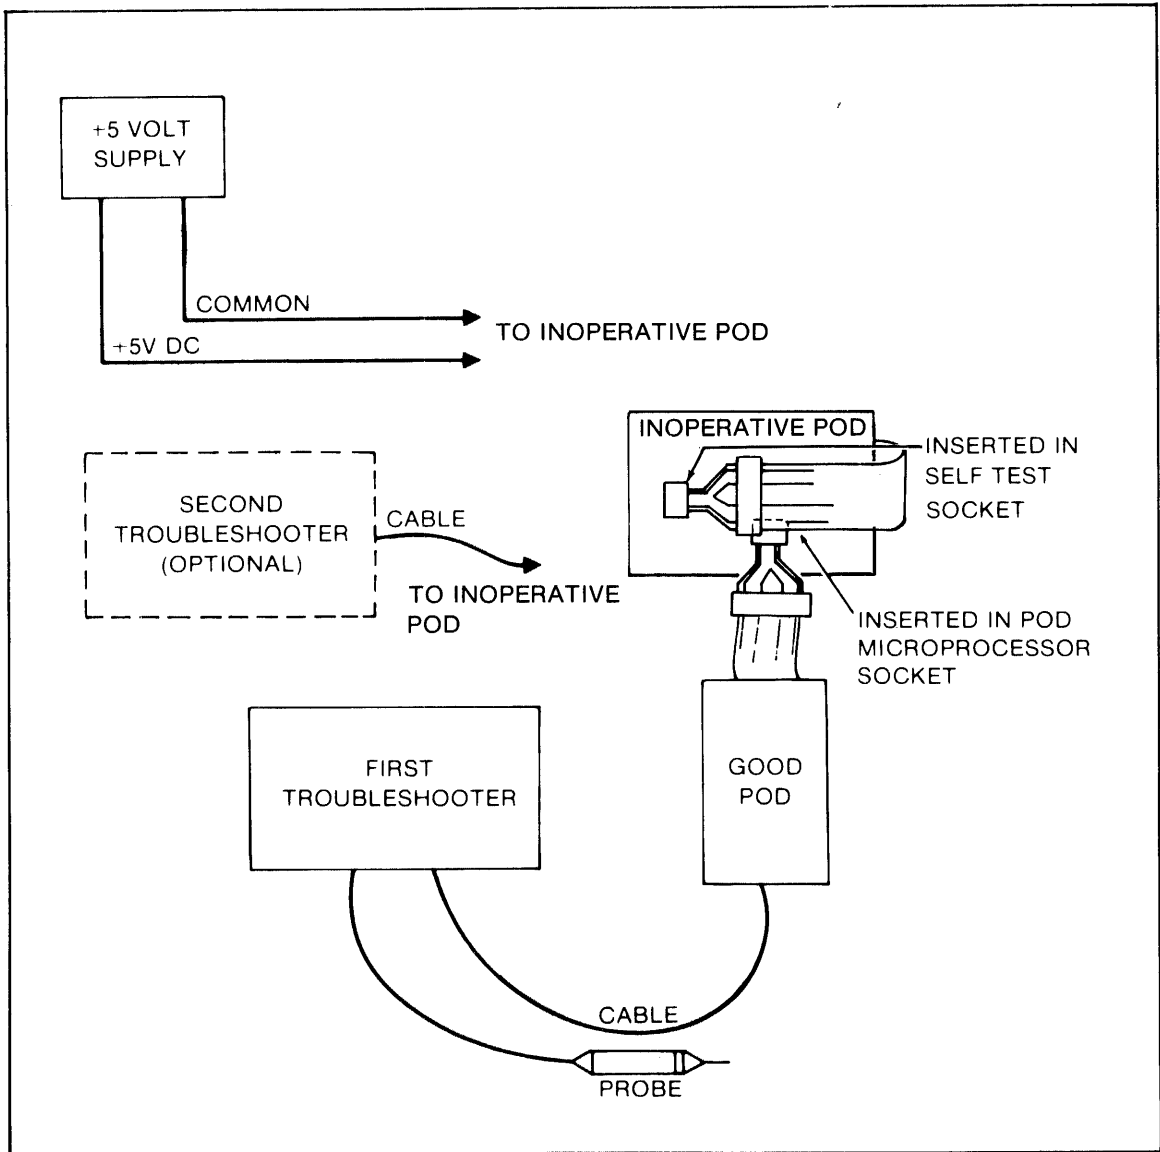 +5 VOLT
SUPPLY
COMMON
+5V DC
TO INOPERATIVE POD
INOPERATIVE POD
INSERTED IN
SELF TEST
SOCKET
SECOND
TROUBLESHOOTER
(OPTIONAL)
CABLE
TO INOPERATIVE
POD
INSERTED IN POD
MICROPROCESSOR
SOCKET
FIRST
TROUBLESHOOTER
GOOD
POD
CABLE
PROBE